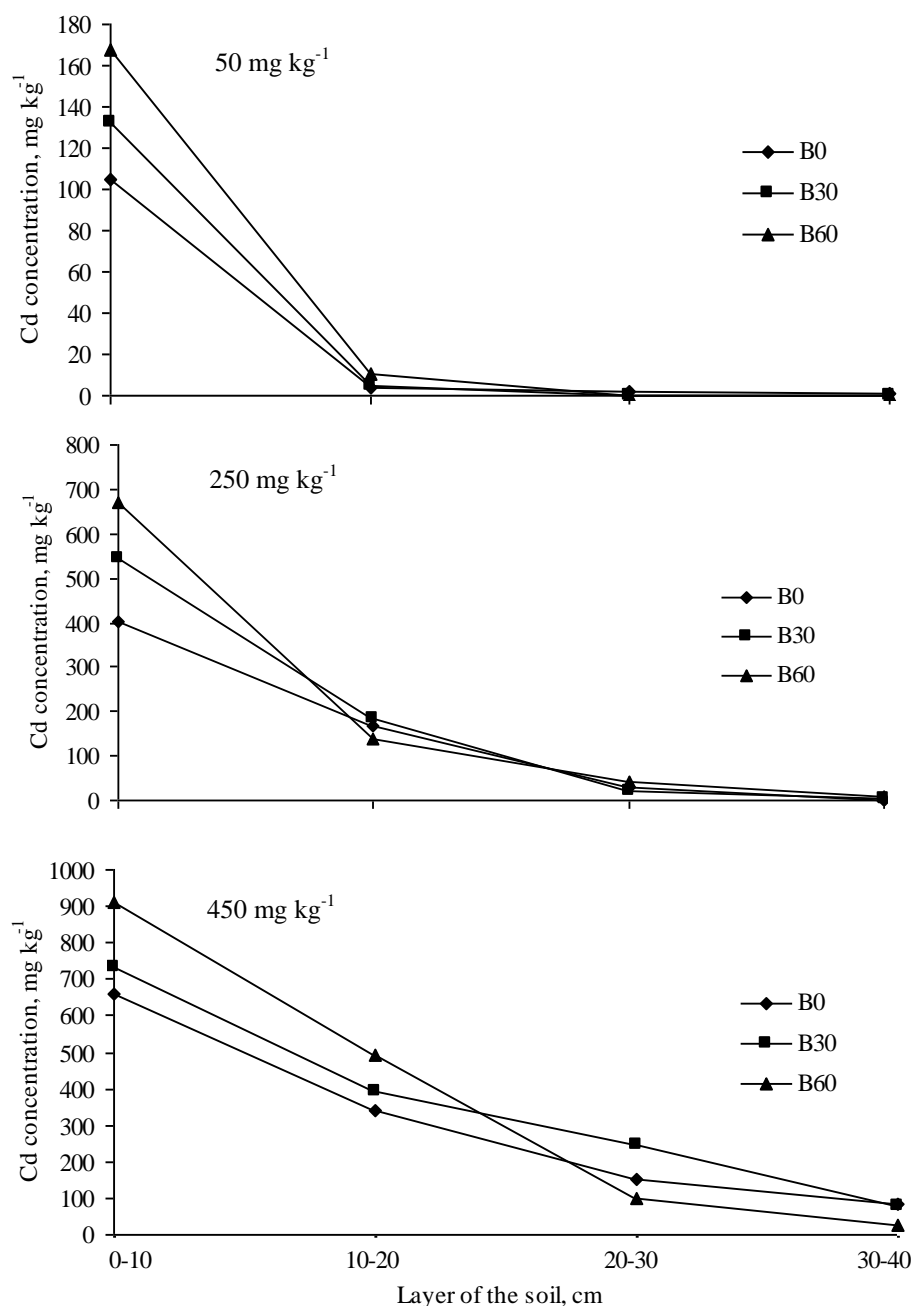 180
160
140
120
100
80
60
40
20
0
Cd concentration, mg kg⁻¹
50 mg kg⁻¹
B0
B30
B60
800
700
600
500
400
300
200
100
0
Cd concentration, mg kg⁻¹
250 mg kg⁻¹
B0
B30
B60
1000
900
800
700
600
500
400
300
200
100
0
Cd concentration, mg kg⁻¹
450 mg kg⁻¹
B0
B30
B60
0-10 10-20 20-30 30-40
Layer of the soil, cm